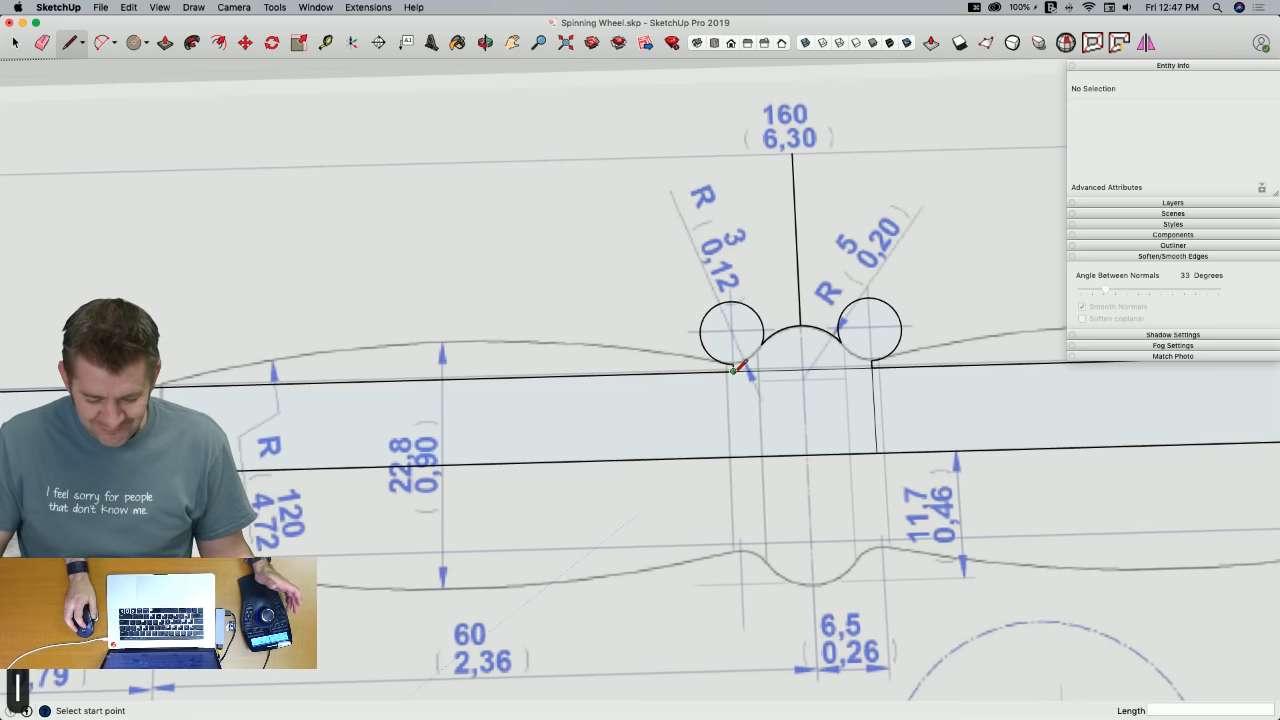 SketchUp File Edit View Draw Camera Tools Window Help 100% Fri 12:47 PM
Spinning Wheel.skp - SketchUp Pro 2019
Entity Info
No Selection
Advanced Attributes
Layers
Scenes
Styles
Components
Outliner
Soften/Smooth Edges
Angle Between Normals 33 Degrees
Smooth Normals
Soften coplanar
Shadow Settings
Fog Settings
Match Photo
160
( 6,30 )
R 3
( 0,12
R 5
( 0,20
22,8
0,90
( )
R 120
( 4,72
11,7
0,46
( )
60
( 2,36 )
6,5
( 0,26 )
,79
I feel sorry for people
that don't know me.
l
Select start point
Length